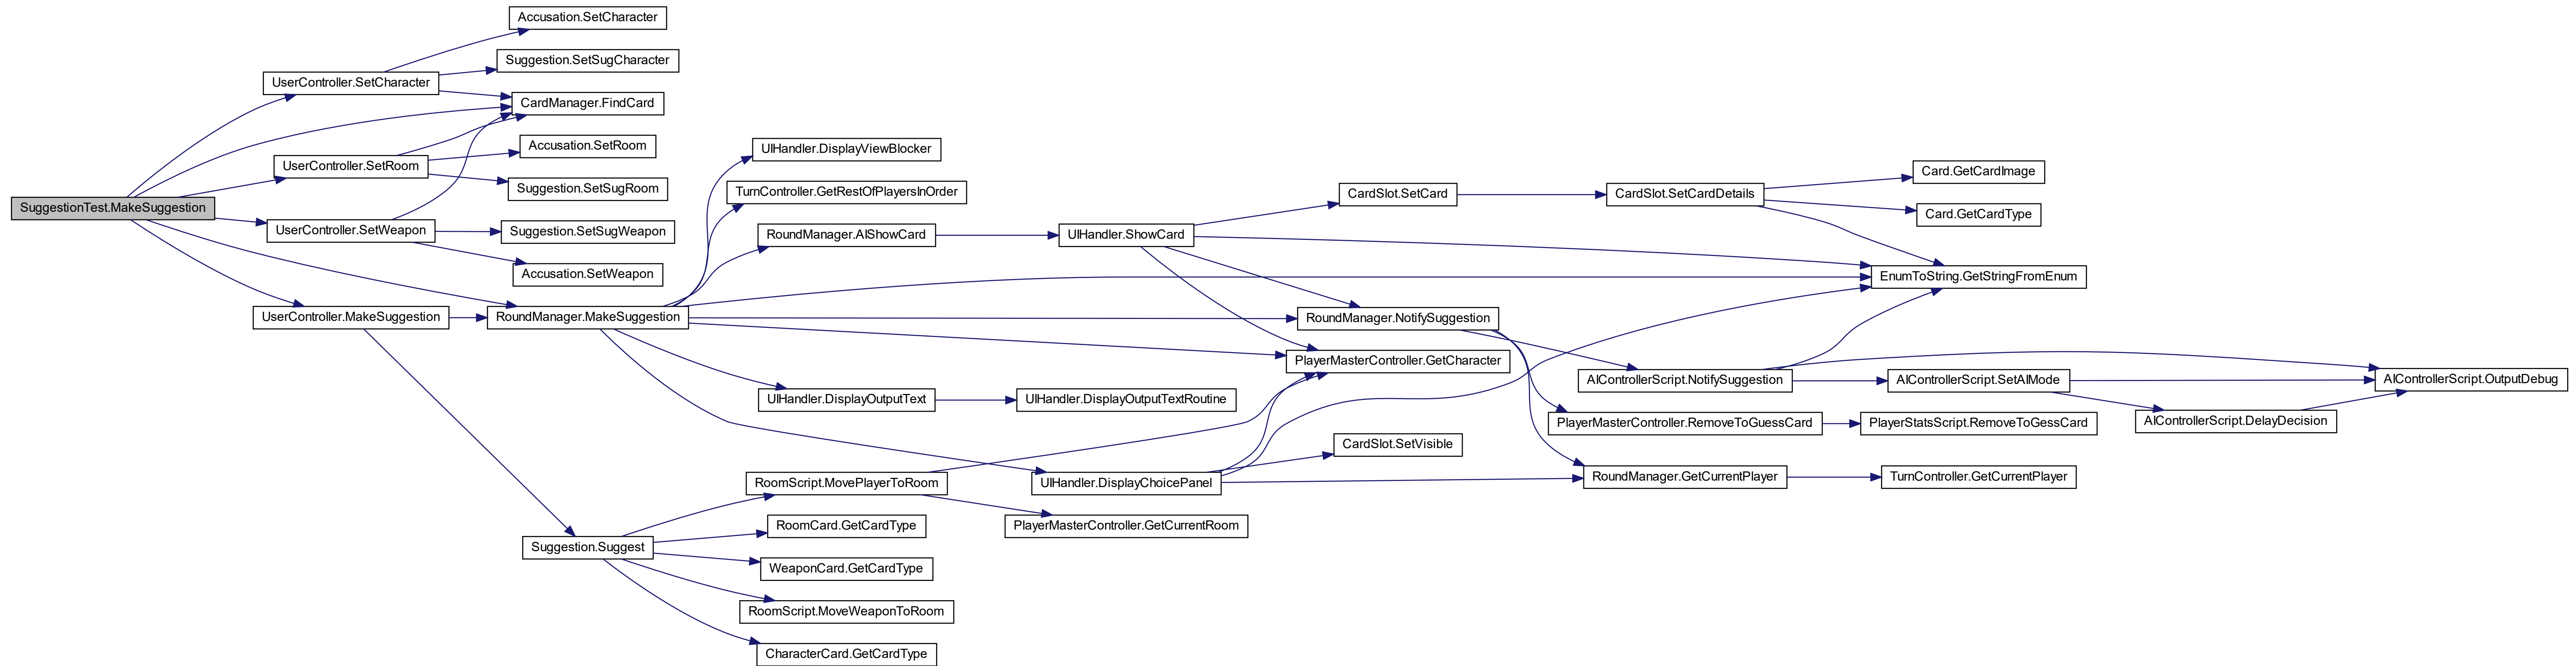 SuggestionTest.MakeSuggestion
UserController.SetCharacter
UserController.SetRoom
UserController.SetWeapon
UserController.MakeSuggestion
Accusation.SetCharacter
Suggestion.SetSugCharacter
CardManager.FindCard
Accusation.SetRoom
Suggestion.SetSugRoom
Suggestion.SetSugWeapon
Accusation.SetWeapon
RoundManager.MakeSuggestion
Suggestion.Suggest
UIHandler.DisplayViewBlocker
TurnController.GetRestOfPlayersInOrder
RoundManager.AIShowCard
UIHandler.DisplayOutputText
RoomScript.MovePlayerToRoom
RoomCard.GetCardType
WeaponCard.GetCardType
RoomScript.MoveWeaponToRoom
CharacterCard.GetCardType
UIHandler.ShowCard
UIHandler.DisplayOutputTextRoutine
UIHandler.DisplayChoicePanel
PlayerMasterController.GetCurrentRoom
CardSlot.SetCard
RoundManager.NotifySuggestion
PlayerMasterController.GetCharacter
CardSlot.SetVisible
CardSlot.SetCardDetails
AIControllerScript.NotifySuggestion
PlayerMasterController.RemoveToGuessCard
RoundManager.GetCurrentPlayer
Card.GetCardImage
Card.GetCardType
EnumToString.GetStringFromEnum
AIControllerScript.SetAIMode
PlayerStatsScript.RemoveToGessCard
TurnController.GetCurrentPlayer
AIControllerScript.DelayDecision
AIControllerScript.OutputDebug